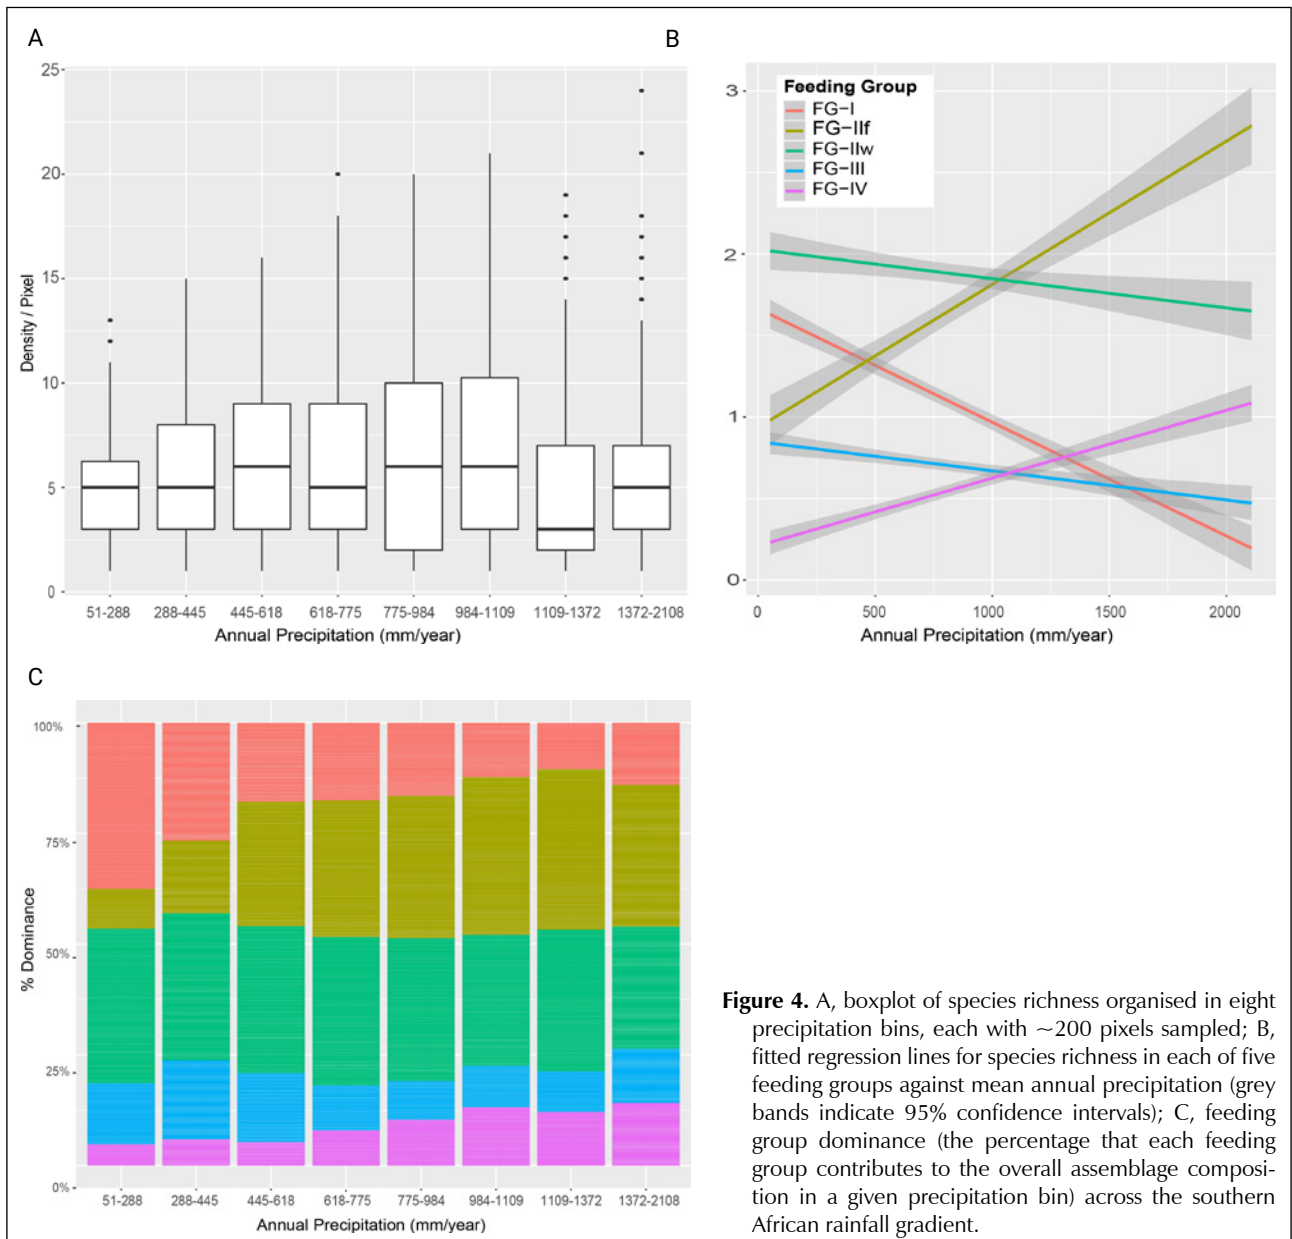 A
25
20
15
10
5
0
Density / Pixel
51-288 288-445 445-618 618-775 775-984 984-1109 1109-1372 1372-2108
Annual Precipitation (mm/year)
B
3
2
1
0
Feeding Group
FG-I
FG-IIf
FG-IIw
FG-III
FG-IV
0 500 1000 1500 2000
Annual Precipitation (mm/year)
C
100%
75%
50%
25%
0%
% Dominance
51-288 288-445 445-618 618-775 775-984 984-1109 1109-1372 1372-2108
Annual Precipitation (mm/year)
Figure 4. A, boxplot of species richness organised in eight
precipitation bins, each with ~200 pixels sampled; B,
fitted regression lines for species richness in each of five
feeding groups against mean annual precipitation (grey
bands indicate 95% confidence intervals); C, feeding
group dominance (the percentage that each feeding
group contributes to the overall assemblage composi-
tion in a given precipitation bin) across the southern
African rainfall gradient.